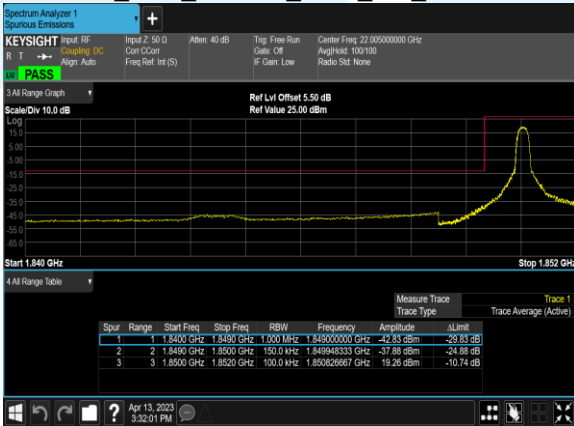 Spectrum Analyzer 1
Spurious Emissions
+
KEYSIGHT Input: RF Input Z: 50 Ω Atten: 40 dB Trig: Free Run Center Freq: 22.005000000 GHz
R T Coupling: DC Corr CCorr Gate: Off Avg|Hold: 100/100
Align: Auto Freq Ref: Int (S) IF Gain: Low Radio Std: None
LXI PASS
3 All Range Graph
Ref Lvl Offset 5.50 dB
Scale/Div 10.0 dB Ref Value 25.00 dBm
Log
15.0
5.00
-5.00
-15.0
-25.0
-35.0
-45.0
-55.0
-65.0
Start 1.840 GHz Stop 1.852 GHz
4 All Range Table
Measure Trace Trace 1
Trace Type Trace Average (Active)
Spur Range Start Freq Stop Freq RBW Frequency Amplitude ΔLimit
1 1 1.8400 GHz 1.8490 GHz 1.000 MHz 1.849000000 GHz -42.83 dBm -29.83 dB
2 2 1.8490 GHz 1.8500 GHz 150.0 kHz 1.849948333 GHz -37.88 dBm -24.88 dB
3 3 1.8500 GHz 1.8520 GHz 100.0 kHz 1.850826667 GHz 19.26 dBm -10.74 dB
? Apr 13, 2023
3:32:01 PM